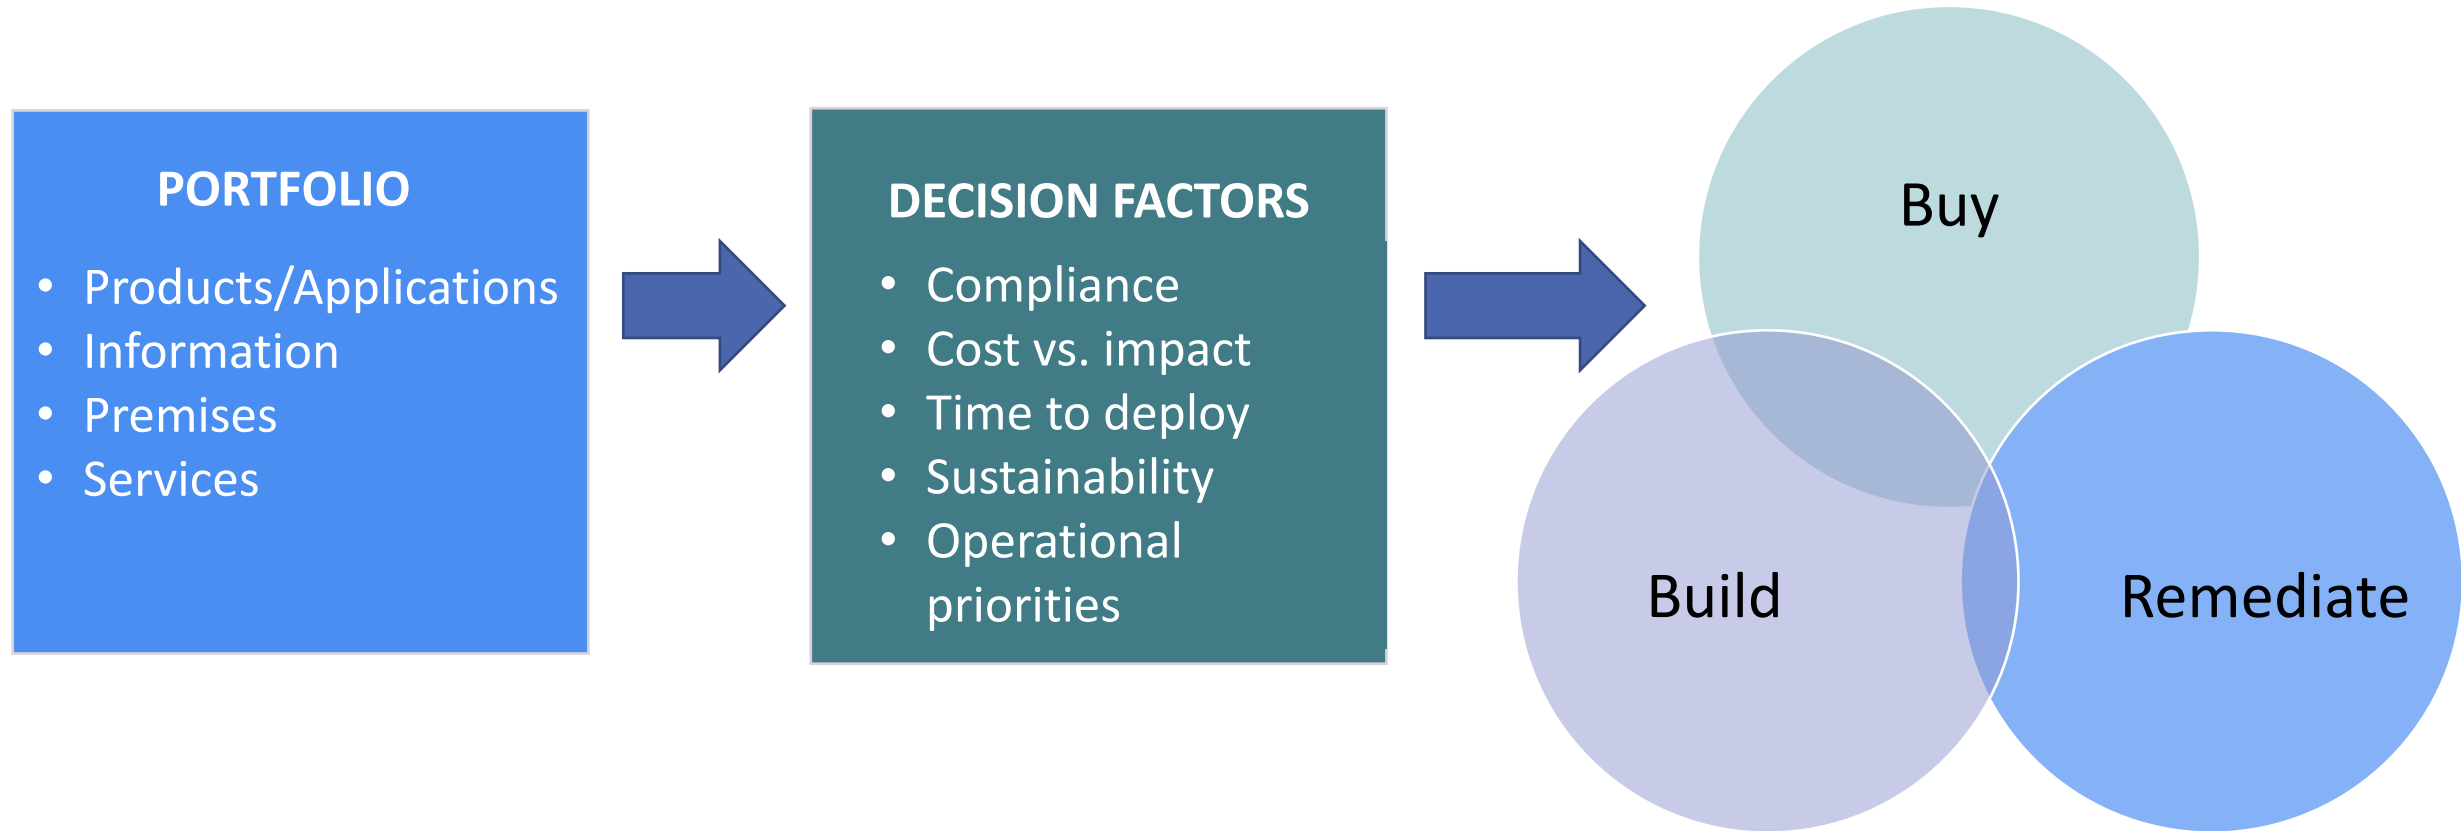 PORTFOLIO
• Products/Applications
• Information
• Premises
• Services
DECISION FACTORS
• Compliance
• Cost vs. impact
• Time to deploy
• Sustainability
• Operational
priorities
Buy
Build
Remediate